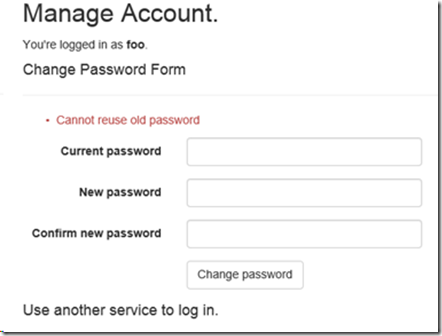 Manage Account.
You're logged in as foo.
Change Password Form
Cannot reuse old password
Current password
New password
Confirm new password
Change password
Use another service to log in.